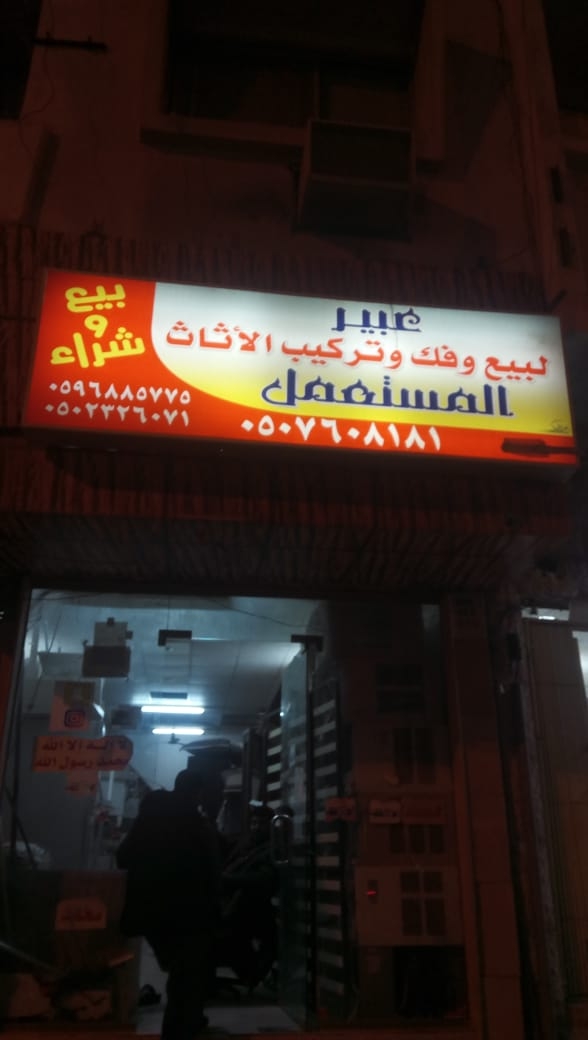 عبير
لبيع وفك وتركيب الأثاث
المستعمل
٠٥٠٧٦٠٨١٨١
بيع
و
شراء
٠٥٩٦٨٨٥٧٧٥
٠٥٠٢٣٢٦٠٧١
لا إله إلا الله
محمد رسول الله